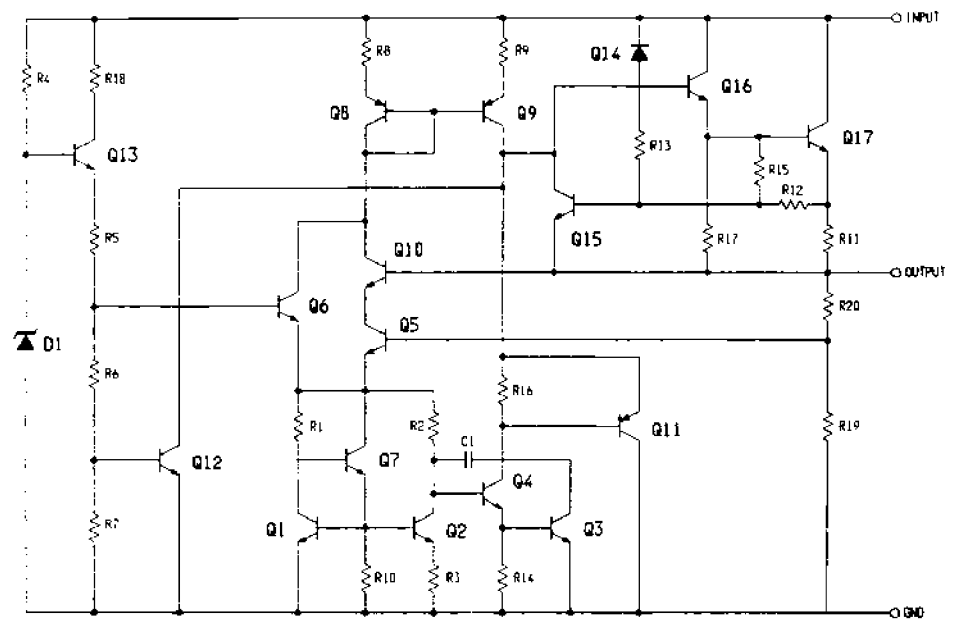 INPUT
R8
R9
Q14
R4
R18
Q16
Q8
Q9
Q17
Q13
R13
R15
R12
Q15
R5
R17
R11
Q10
OUTPUT
Q6
R20
Q5
D1
R6
R16
R1
R2
Q11
R19
C1
Q12
Q7
Q4
R7
Q1
Q2
Q3
R10
R3
R14
GND